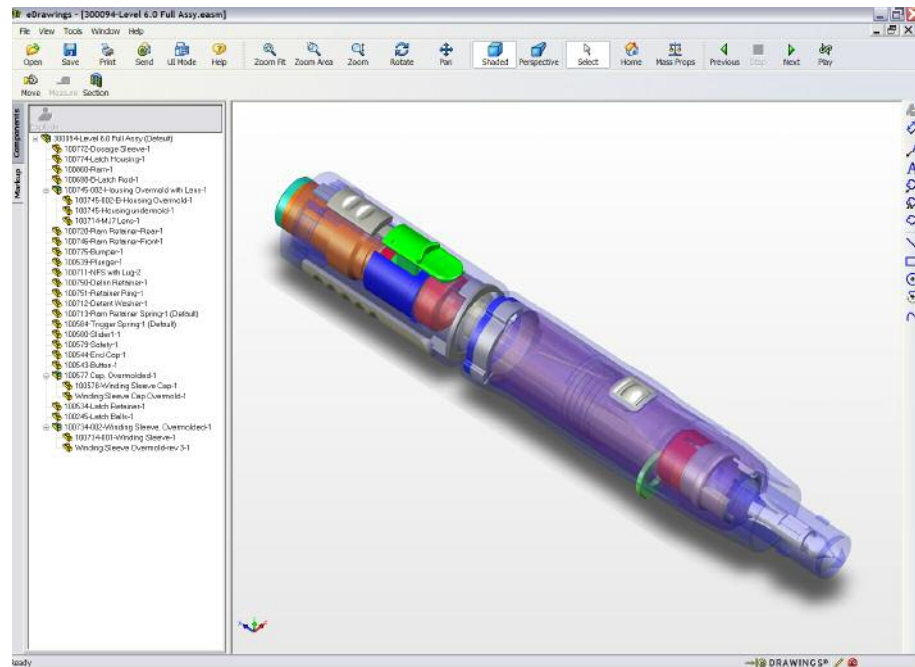 eDrawings - [300094-Level 6.0 Full Assy.easm]
File View Tools Window Help
Open Save Print Send UI Mode Help Zoom Fit Zoom Area Zoom Rotate Pan Shaded Perspective Select Home Mass Props Previous Stop Next Play
Move Measure Section
Components
Markup
300094-Level 6.0 Full Assy (Default)
100772-Dosage Sleeve-1
100774-Latch Housing-1
100660-Ram-1
100698-B-Latch Rod-1
100745-002-Housing Overmold with Lens-1
100745-002-B-Housing Overmold-1
100745-Housing undermold-1
100714-MJ7 Lens-1
100720-Ram Retainer-Rear-1
100746-Ram Retainer-Front-1
100775-Bumper-1
100539-Plunger-1
100711-NFS with Lug-2
100750-Delrin Retainer-1
100751-Retainer Ring-1
100712-Detent Washer-1
100713-Ram Retainer Spring-1 (Default)
100584-Trigger Spring-1 (Default)
100580-Slider1-1
100579-Safety-1
100544-End Cap-1
100543-Button-1
100577 Cap, Overmolded-1
100578-Winding Sleeve Cap-1
Winding Sleeve Cap Overmold-1
100534-Latch Retainer-1
100245-Latch Balls-1
100734-002-Winding Sleeve, Overmolded-1
100734-001-Winding Sleeve-1
Winding Sleeve Overmold-rev 3-1
Ready
DRAWINGS®